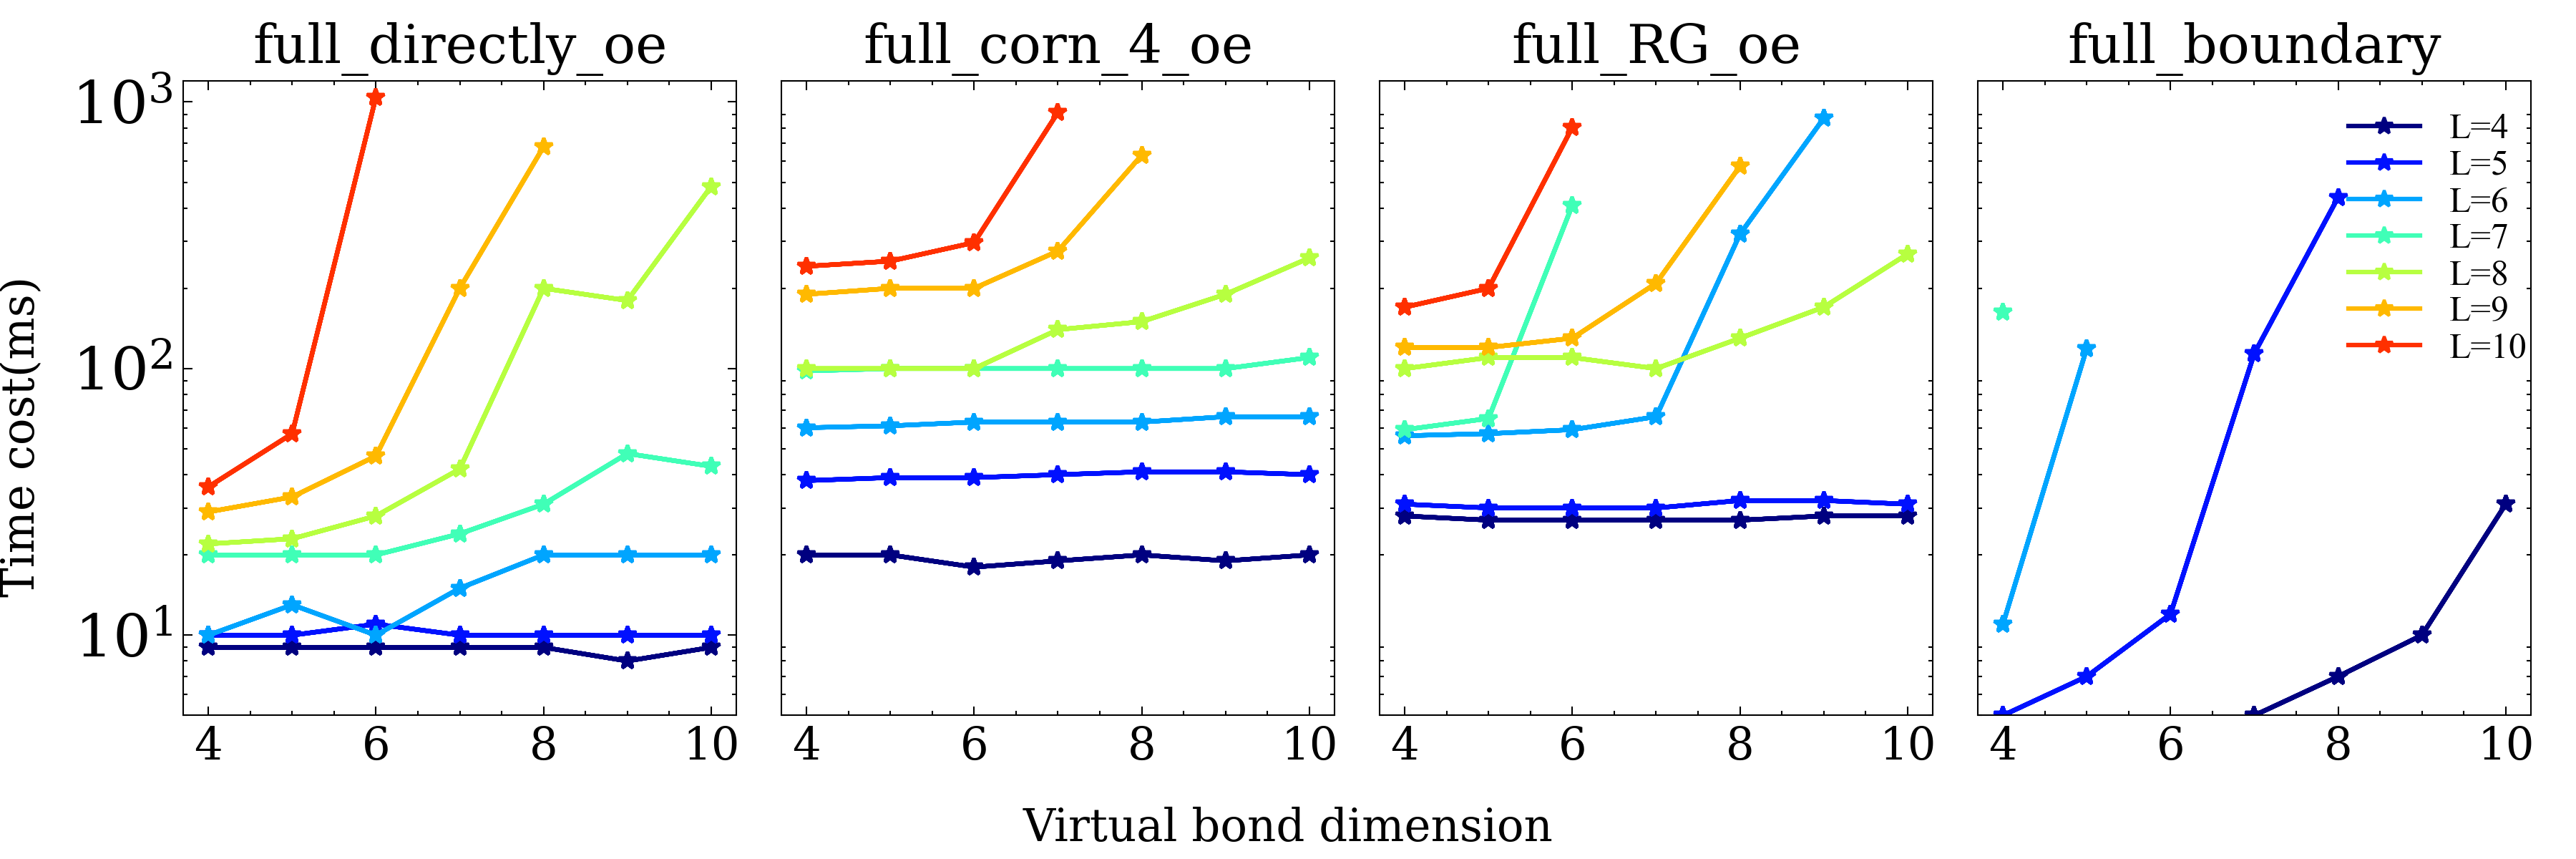 full_directly_oe
full_corn_4_oe
full_RG_oe
full_boundary
Time cost(ms)
10³
10²
10¹
4 6 8 10
4 6 8 10
4 6 8 10
4 6 8 10
L=4
L=5
L=6
L=7
L=8
L=9
L=10
Virtual bond dimension